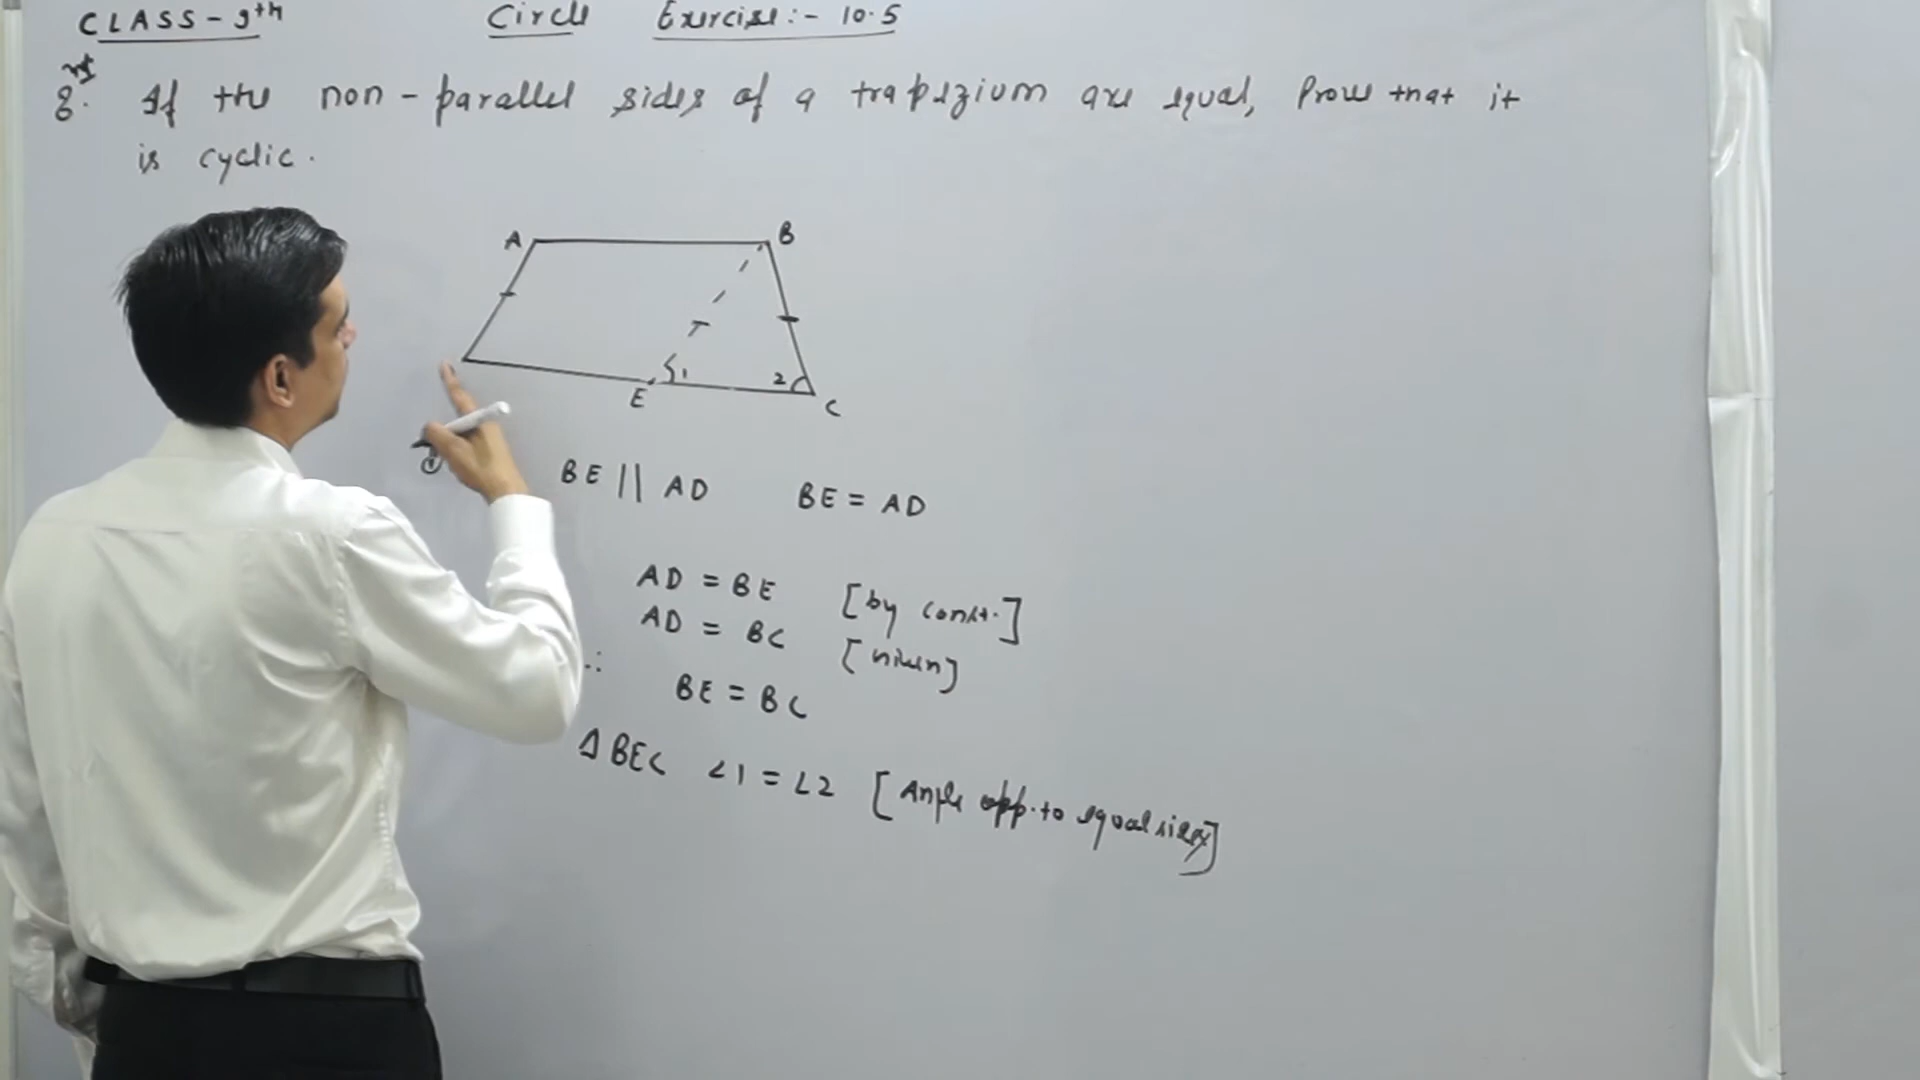 CLASS - 9th Circle Exercise:- 10.5
8. If the non-parallel sides of a trapezium are equal, Prove that it
is cyclic.
A B
1 2
E C
BE || AD BE = AD
AD = BE [by const.]
AD = BC
∴ BE = BC
Δ BEC ∠1 = ∠2 [Angle opp. to equal sides]